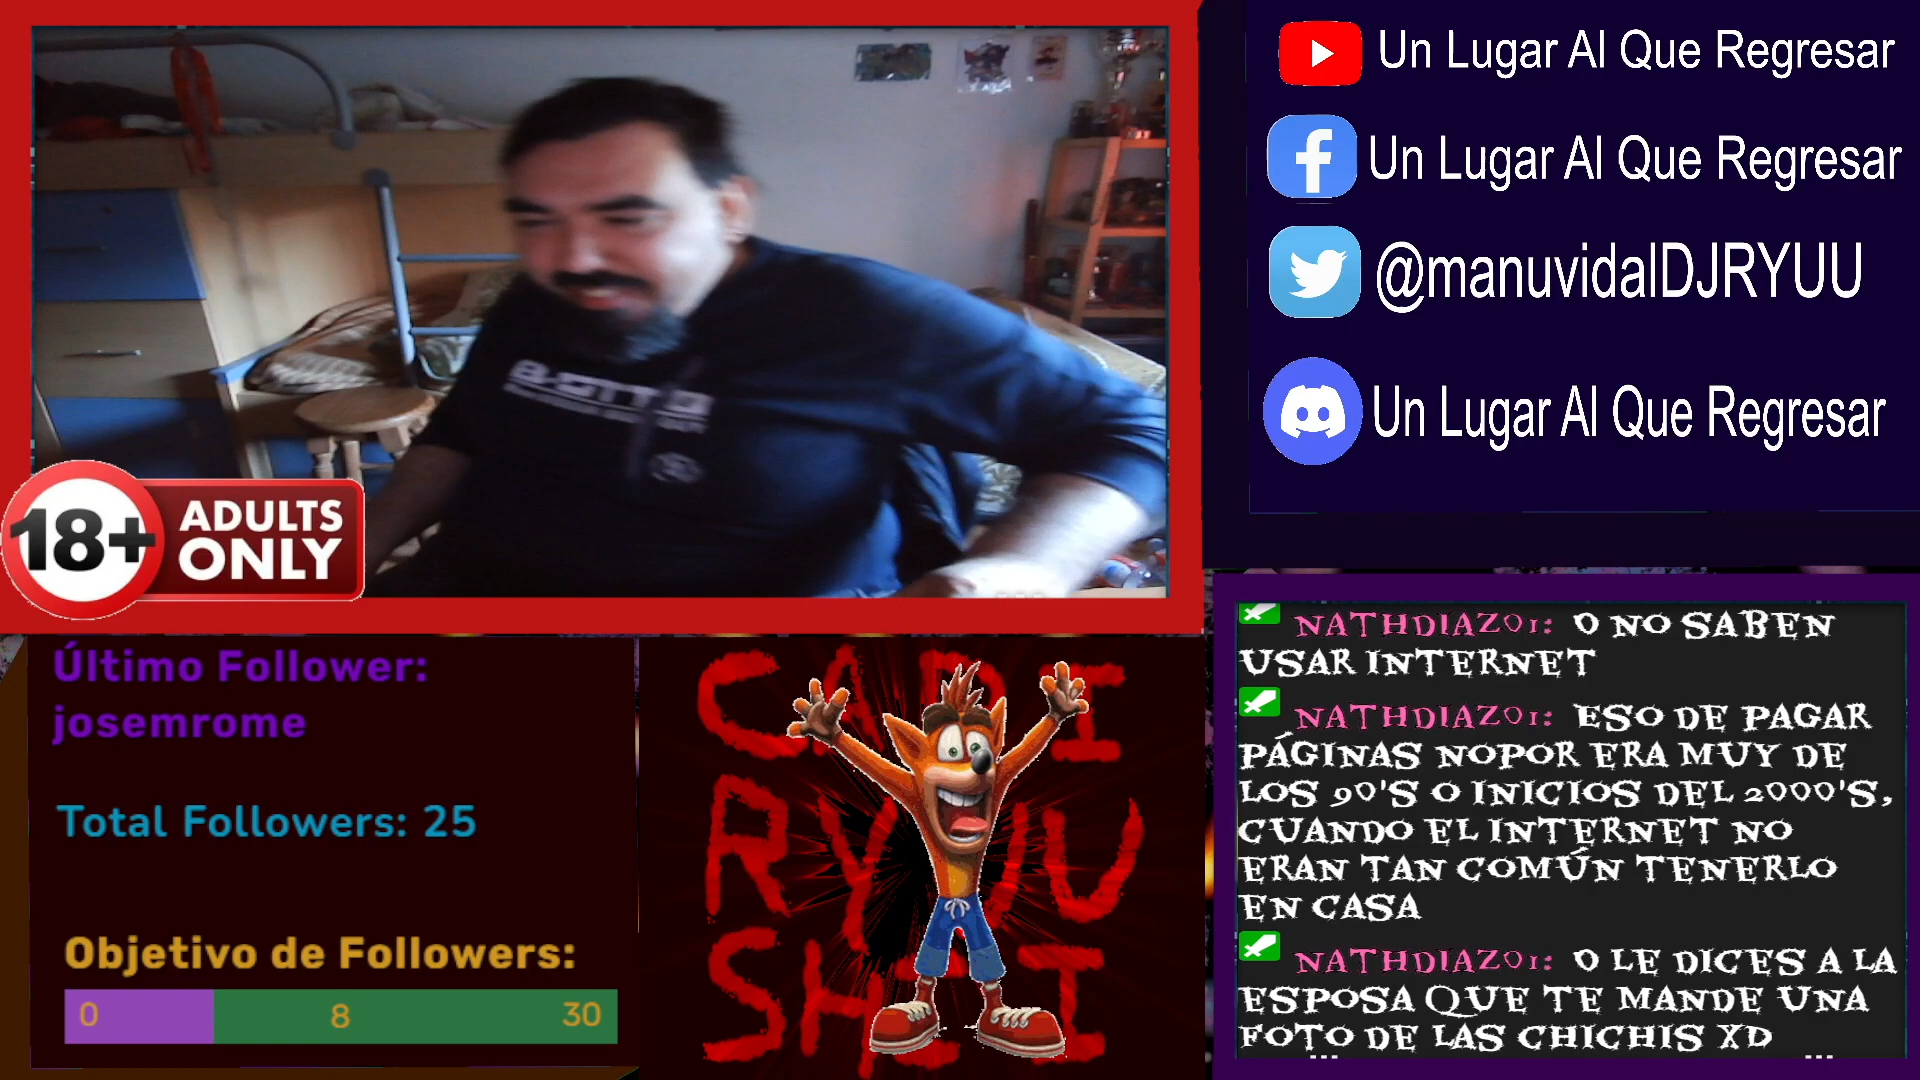 Un Lugar Al Que Regresar
Un Lugar Al Que Regresar
@manuvidalDJRYUU
Un Lugar Al Que Regresar
18+
ADULTS
ONLY
Último Follower:
josemrome
Total Followers: 25
Objetivo de Followers:
0 8 30
RYUU
NATHDIAZ01: O NO SABEN
USAR INTERNET
NATHDIAZ01: ESO DE PAGAR
PÁGINAS NOPOR ERA MUY DE
LOS 90'S O INICIOS DEL 2000'S,
CUANDO EL INTERNET NO
ERAN TAN COMÚN TENERLO
EN CASA
NATHDIAZ01: O LE DICES A LA
ESPOSA QUE TE MANDE UNA
FOTO DE LAS CHICHIS XD